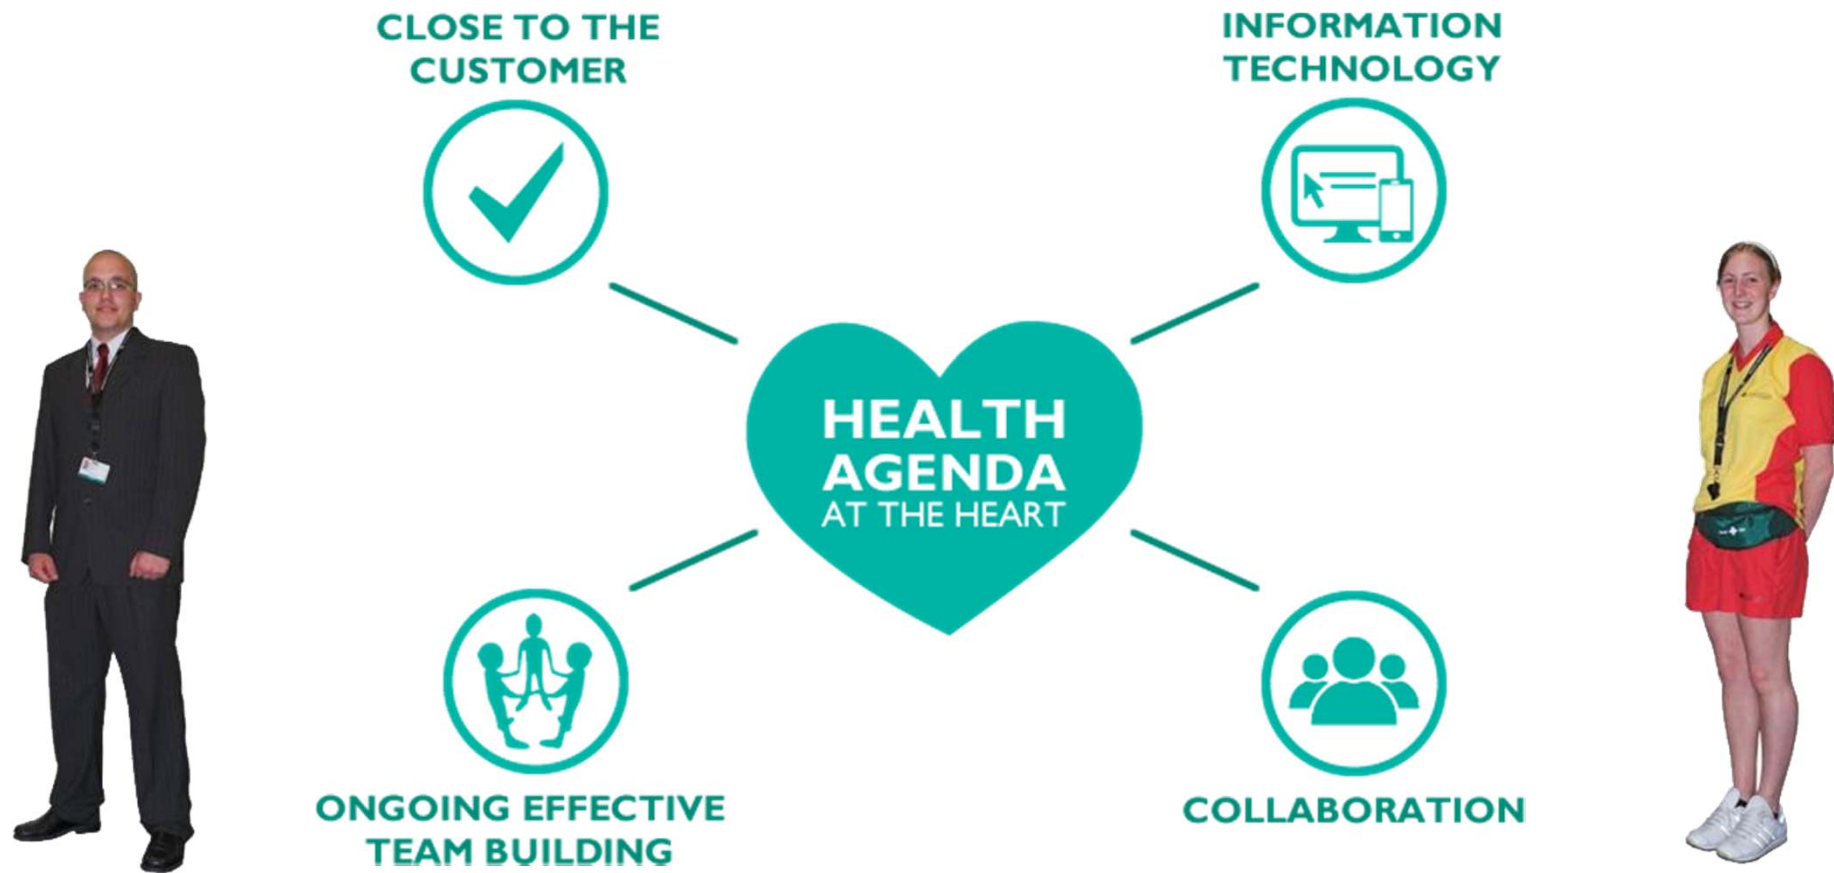 CLOSE TO THE
CUSTOMER
INFORMATION
TECHNOLOGY
HEALTH
AGENDA
AT THE HEART
ONGOING EFFECTIVE
TEAM BUILDING
COLLABORATION